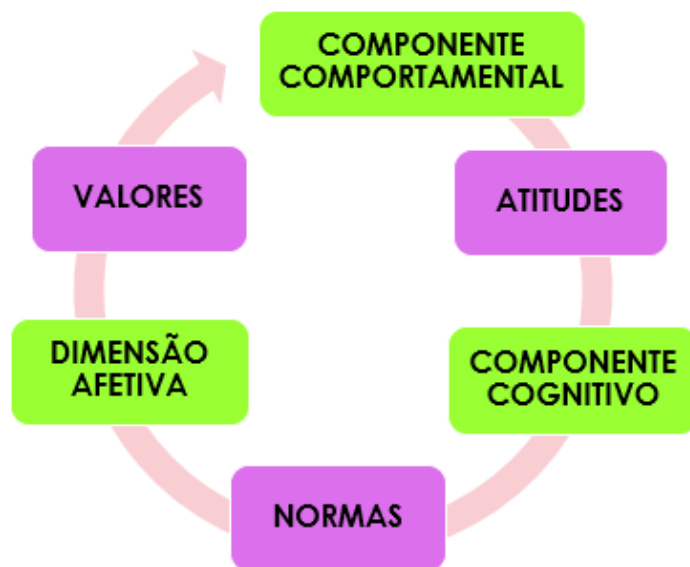 COMPONENTE
COMPORTAMENTAL
ATITUDES
COMPONENTE
COGNITIVO
NORMAS
DIMENSÃO
AFETIVA
VALORES